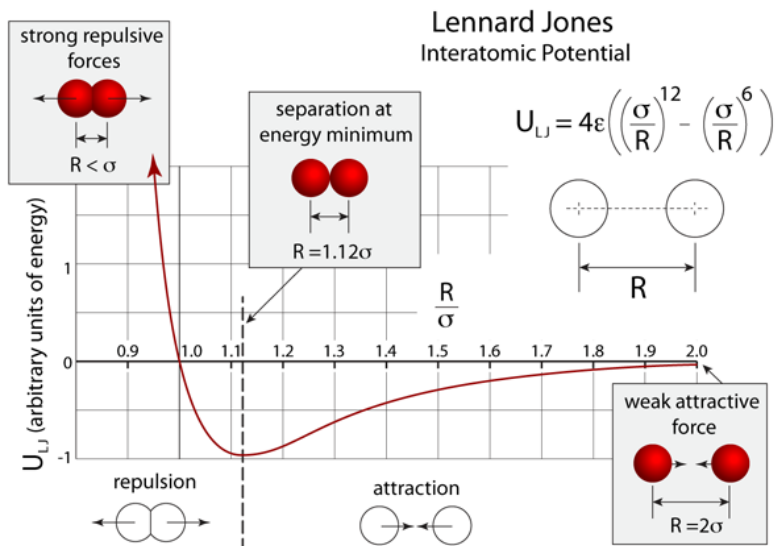 Lennard Jones
Interatomic Potential
strong repulsive
forces
R < σ
separation at
energy minimum
R =1.12σ
U_LJ = 4ε((σ/R)^12 − (σ/R)^6)
R
R/σ
U_LJ (arbitrary units of energy)
1
0
-1
0.9 1.0 1.1 1.2 1.3 1.4 1.5 1.6 1.7 1.8 1.9 2.0
weak attractive
force
R =2σ
repulsion
attraction